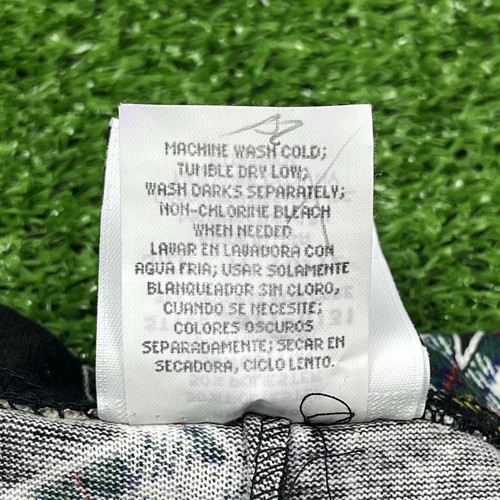 MACHINE WASH COLD;
TUMBLE DRY LOW;
WASH DARKS SEPARATELY;
NON-CHLORINE BLEACH
WHEN NEEDED
LAVAR EN LAVADORA CON
AGUA FRIA; USAR SOLAMENTE
BLANQUEADOR SIN CLORO,
CUANDO SE NECESITE;
COLORES OSCUROS
SEPARADAMENTE; SECAR EN
SECADORA, CICLO LENTO.